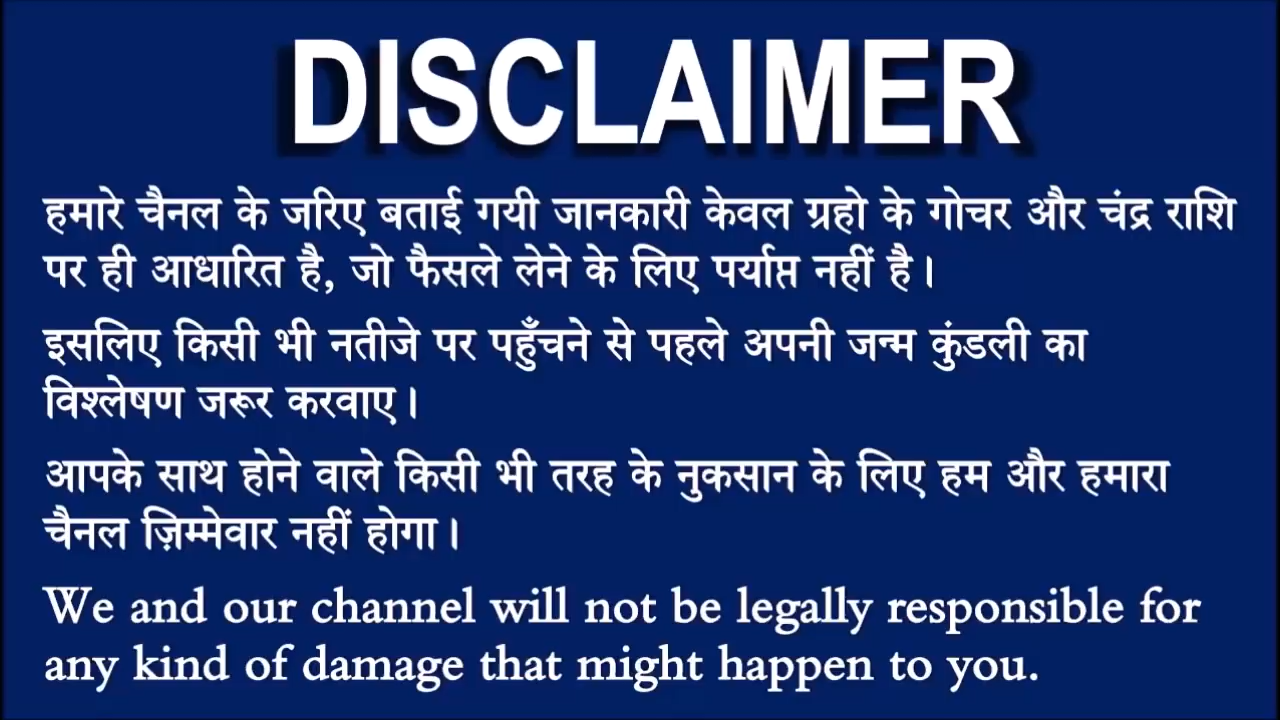 DISCLAIMER
हमारे चैनल के जरिए बताई गयी जानकारी केवल ग्रहो के गोचर और चंद्र राशि
पर ही आधारित है, जो फैसले लेने के लिए पर्याप्त नहीं है।
इसलिए किसी भी नतीजे पर पहुँचने से पहले अपनी जन्म कुंडली का
विश्लेषण जरूर करवाए।
आपके साथ होने वाले किसी भी तरह के नुकसान के लिए हम और हमारा
चैनल ज़िम्मेवार नहीं होगा।
We and our channel will not be legally responsible for
any kind of damage that might happen to you.